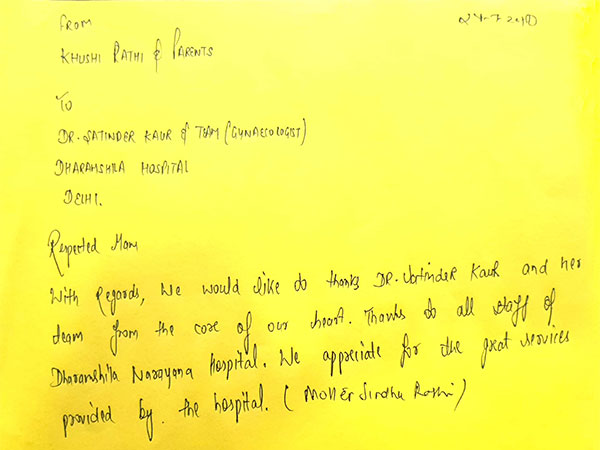 From
24-7-2010
KHUSHI RATHI & PARENTS
TO
DR. SATINDER KAUR & TEAM (GYNAECOLOGIST)
DHARAMSHILA HOSPITAL
DELHI.
Respected Mam
With Regards, We would like to thanks DR. Satinder Kaur and her
team from the core of our heart. Thanks to all staff of
Dharamshila Narayana Hospital. We appreciate for the great services
provided by the hospital. (Mother Rathi)